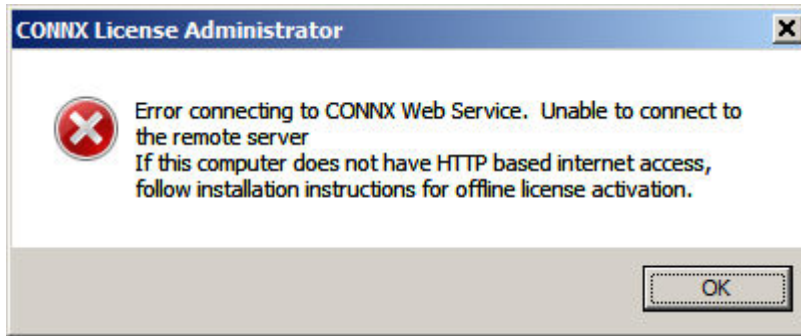 CONNX License Administrator
Error connecting to CONNX Web Service.  Unable to connect to
the remote server
If this computer does not have HTTP based internet access,
follow installation instructions for offline license activation.
OK